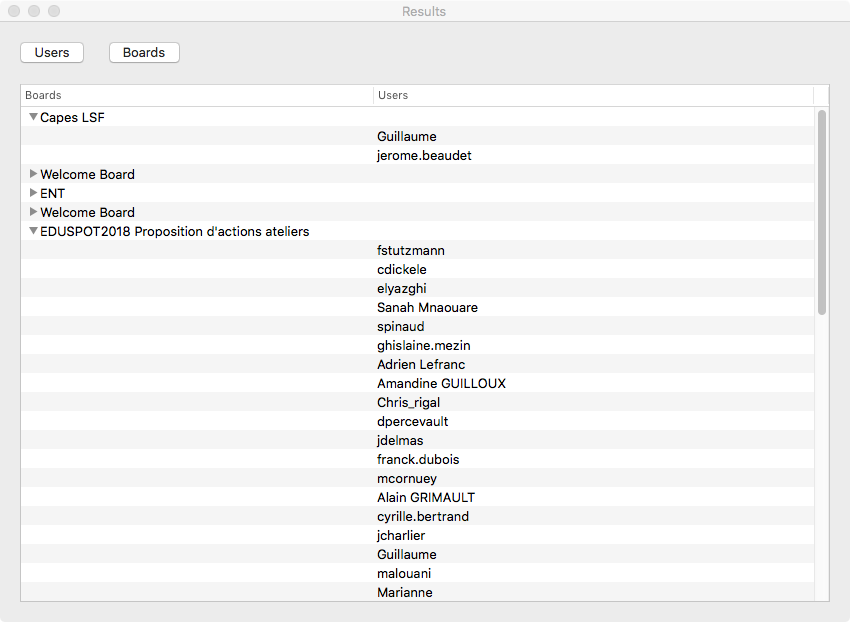 Results
Users Boards
Boards Users
Capes LSF
Guillaume
jerome.beaudet
Welcome Board
ENT
Welcome Board
EDUSPOT2018 Proposition d'actions ateliers
fstutzmann
cdickele
elyazghi
Sanah Mnaouare
spinaud
ghislaine.mezin
Adrien Lefranc
Amandine GUILLOUX
Chris_rigal
dpercevault
jdelmas
franck.dubois
mcornuey
Alain GRIMAULT
cyrille.bertrand
jcharlier
Guillaume
malouani
Marianne